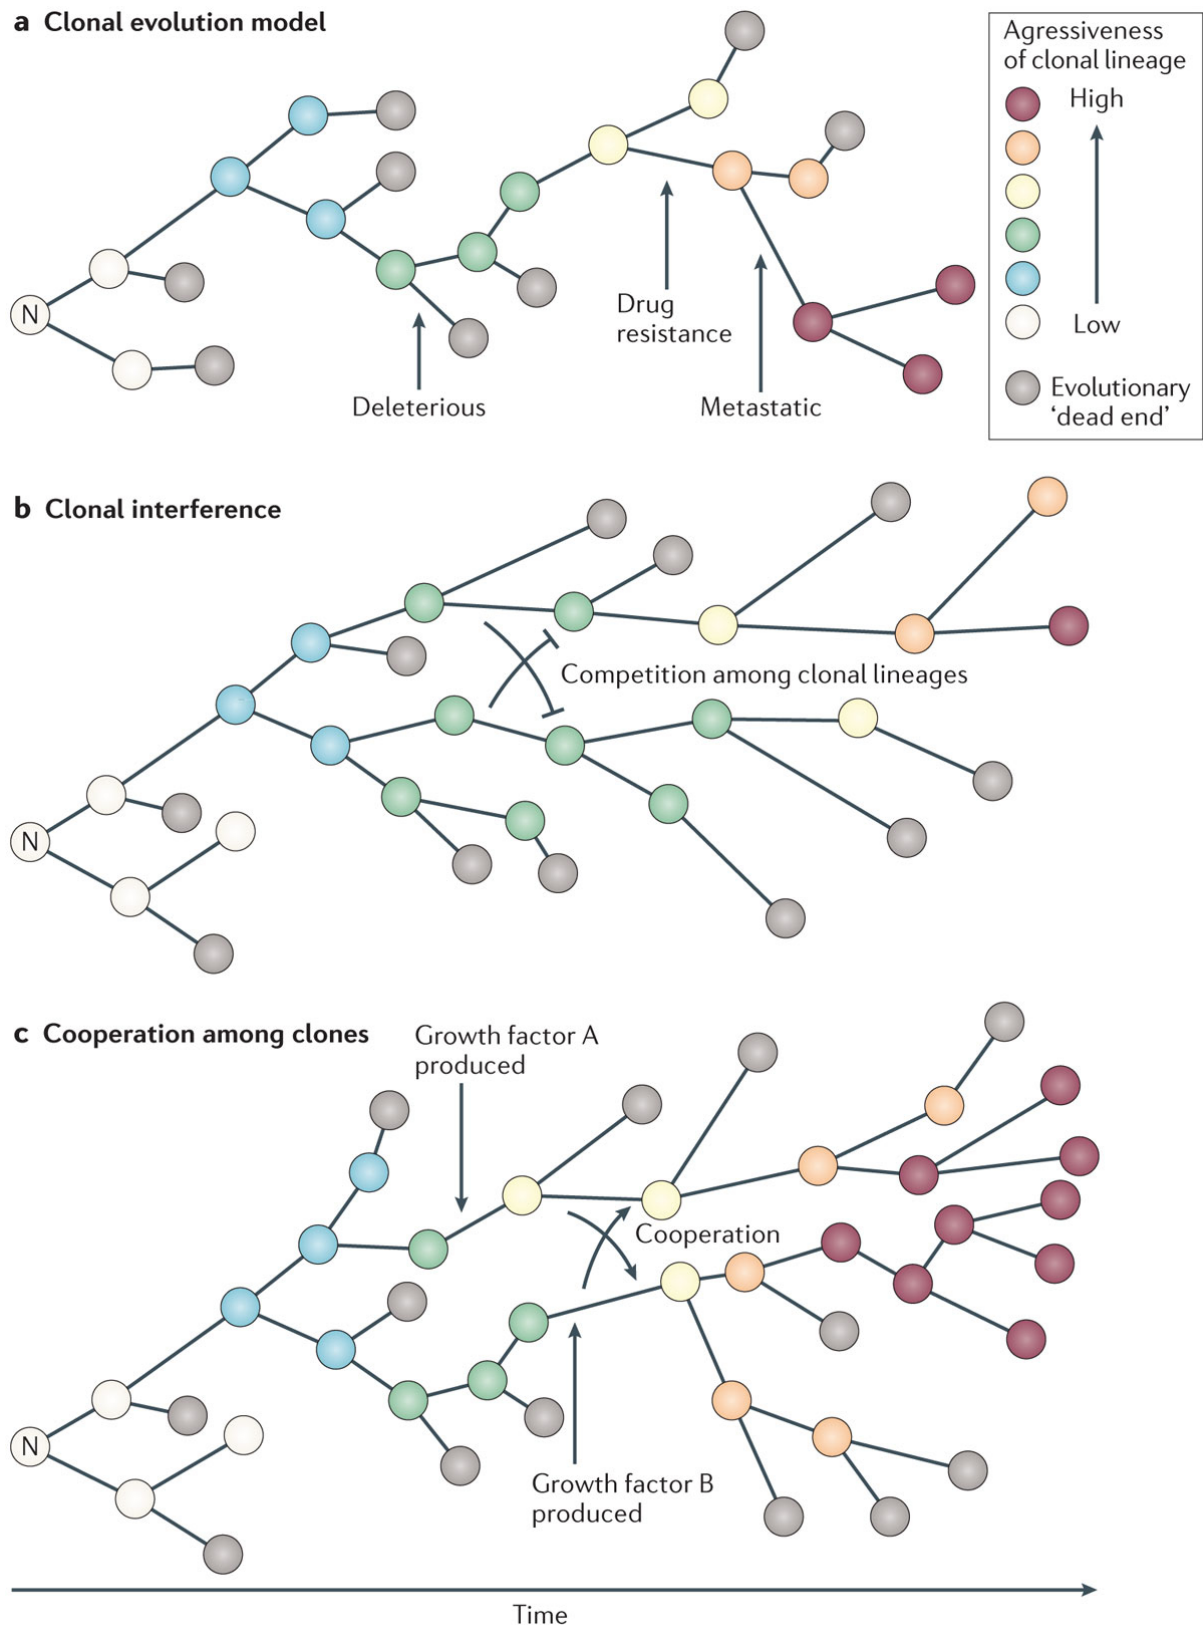 a Clonal evolution model
Agressiveness
of clonal lineage
High
Low
Evolutionary
‘dead end’
N
Drug
resistance
Deleterious
Metastatic
b Clonal interference
Competition among clonal lineages
N
c Cooperation among clones
Growth factor A
produced
Cooperation
N
Growth factor B
produced
Time